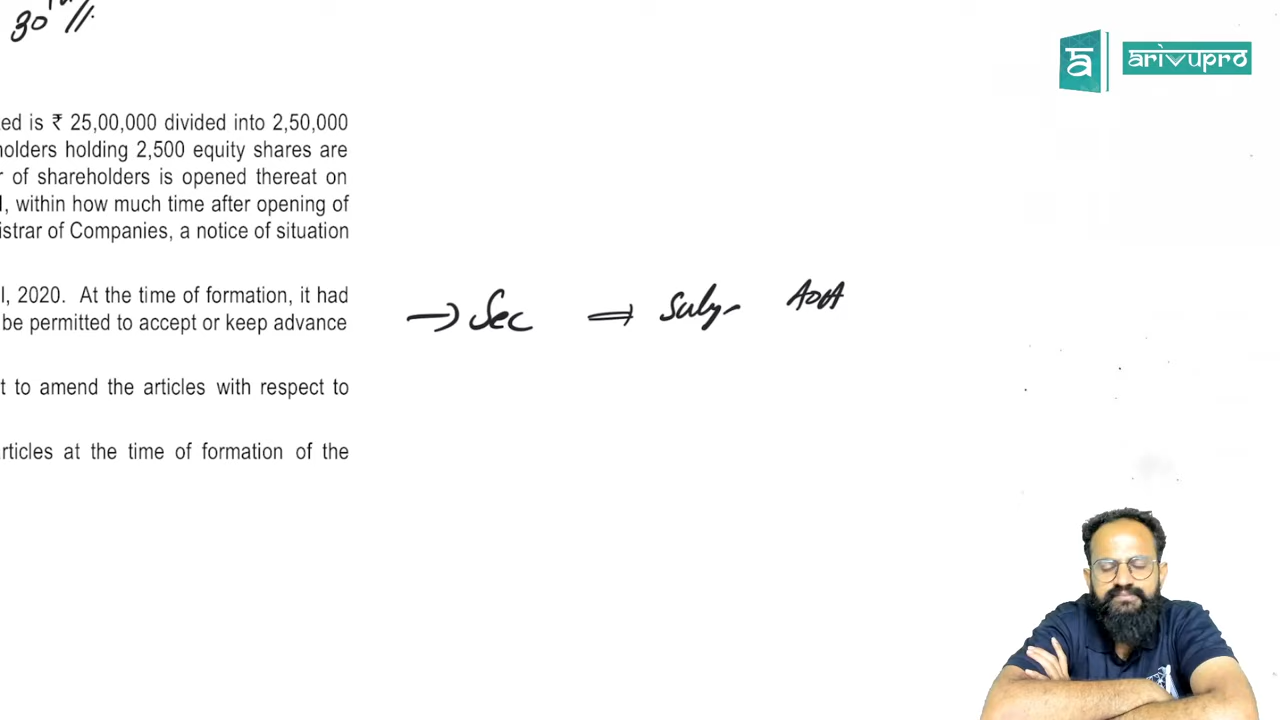 30
arivupro
ed is ₹ 25,00,000 divided into 2,50,000
olders holding 2,500 equity shares are
r of shareholders is opened thereat on
, within how much time after opening of
istrar of Companies, a notice of situation
l, 2020. At the time of formation, it had
be permitted to accept or keep advance
→ Sec ⇒ AOA
t to amend the articles with respect to
rticles at the time of formation of the